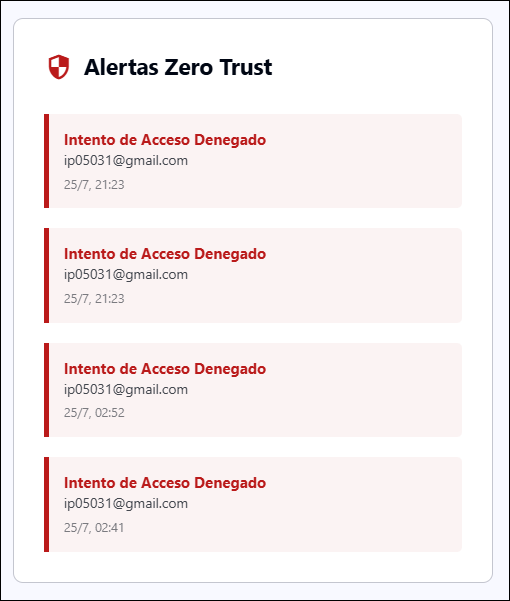 Alertas Zero Trust
Intento de Acceso Denegado
ip05031@gmail.com
25/7, 21:23
Intento de Acceso Denegado
ip05031@gmail.com
25/7, 21:23
Intento de Acceso Denegado
ip05031@gmail.com
25/7, 02:52
Intento de Acceso Denegado
ip05031@gmail.com
25/7, 02:41